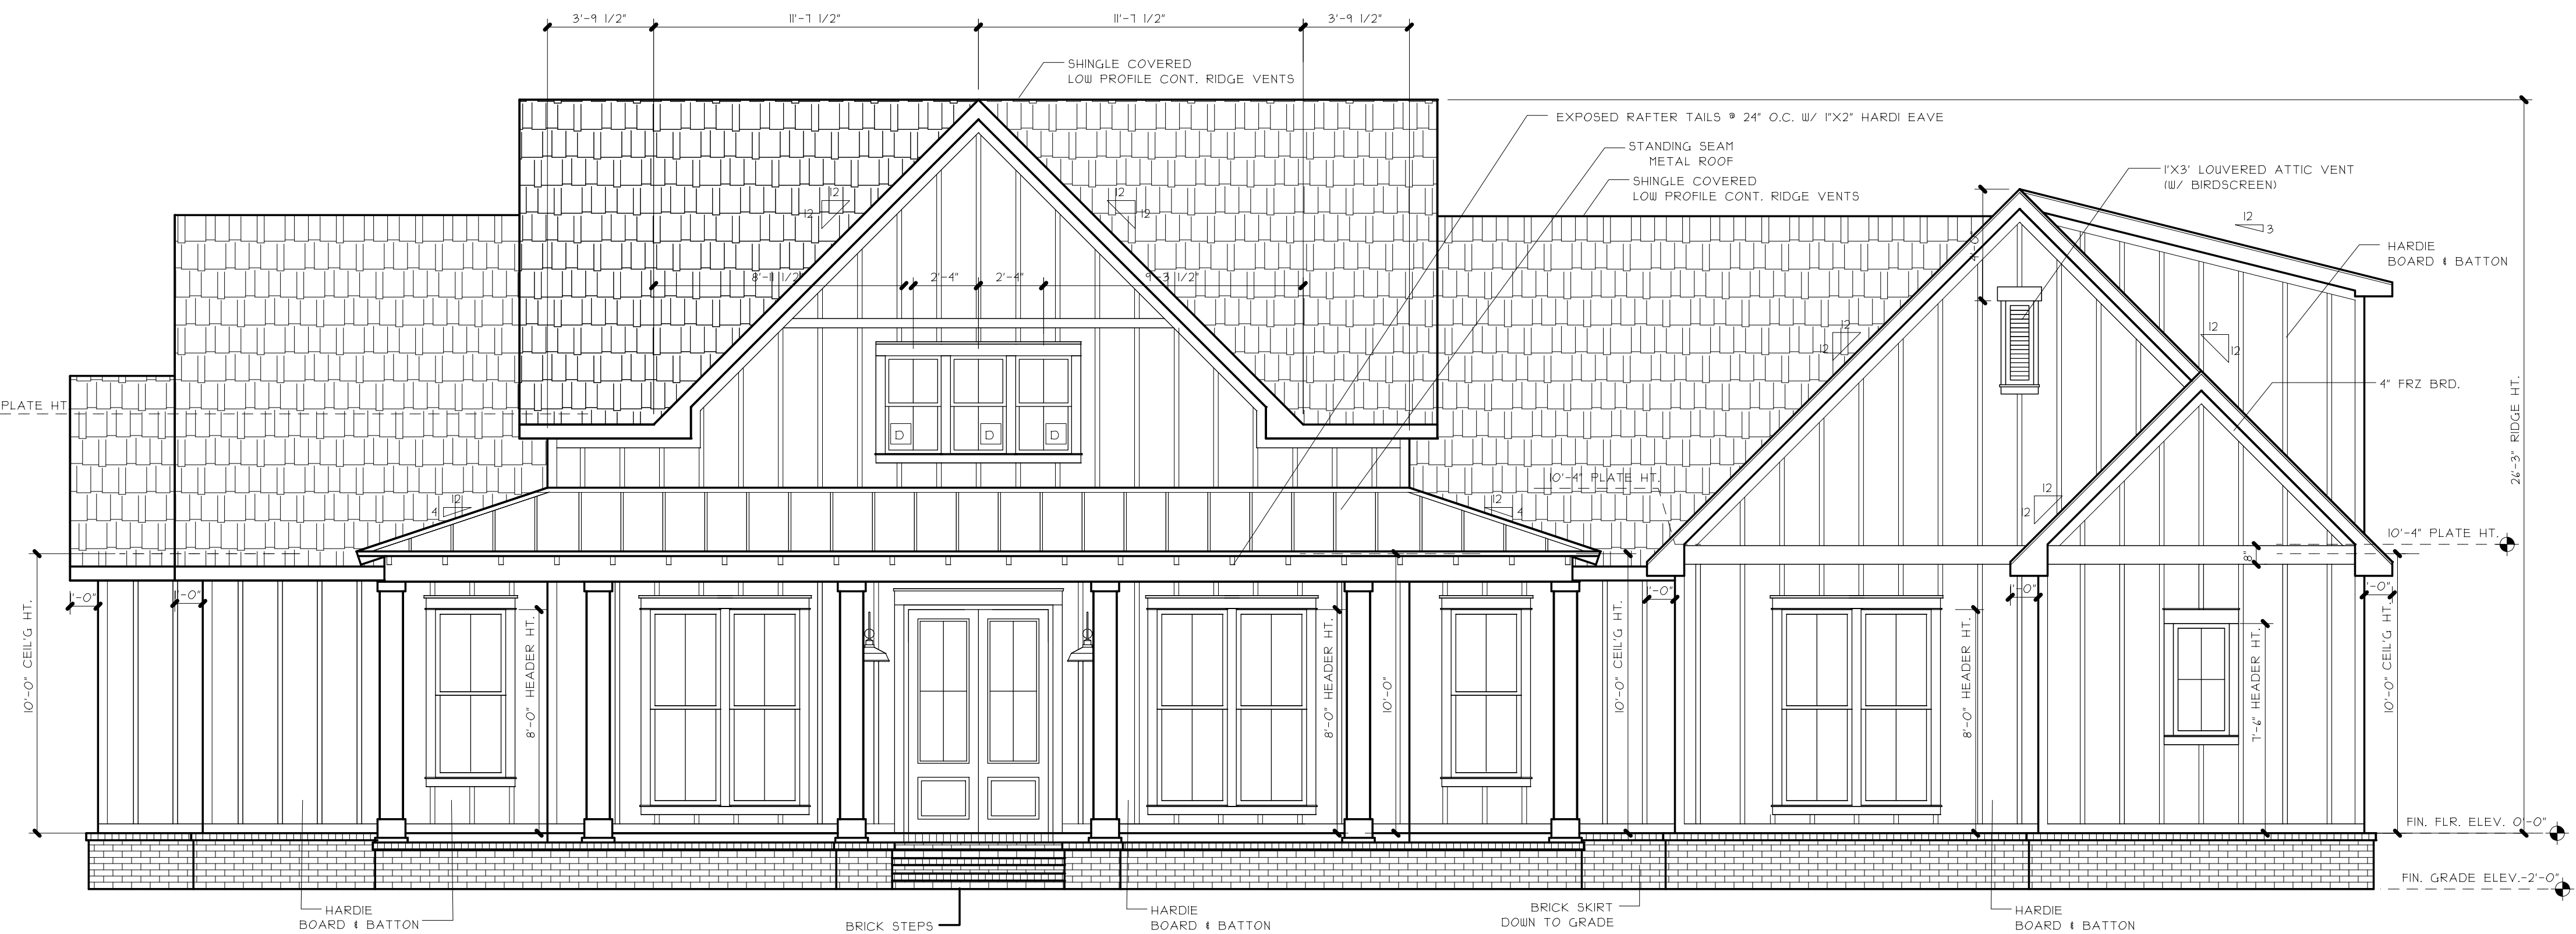 3'-9 1/2" 11'-7 1/2" 11'-7 1/2" 3'-9 1/2"
SHINGLE COVERED
LOW PROFILE CONT. RIDGE VENTS
EXPOSED RAFTER TAILS @ 24" O.C. W/ 1"X2" HARDI EAVE
STANDING SEAM
METAL ROOF
SHINGLE COVERED
LOW PROFILE CONT. RIDGE VENTS
1'X3' LOUVERED ATTIC VENT
(W/ BIRDSCREEN)
12
12
12
12
12
3
HARDIE
BOARD & BATTON
4'-0"
8'-11 1/2" 2'-4" 2'-4" 9'-3 1/2"
12
12
12
12
4" FRZ BRD.
26'-3" RIDGE HT.
PLATE HT
D D D
10'-4" PLATE HT.
12
4
12
4
12
12
10'-4" PLATE HT.
8"
1'-0" 1'-0" 1'-0" 1'-0" 1'-0"
10'-0" CEIL'G HT.
8'-0" HEADER HT.
8'-0" HEADER HT.
10'-0"
10'-0" CEIL'G HT.
8'-0" HEADER HT.
7'-6" HEADER HT.
10'-0" CEIL'G HT.
FIN. FLR. ELEV. 0'-0"
FIN. GRADE ELEV.-2'-0"
HARDIE
BOARD & BATTON
BRICK STEPS
HARDIE
BOARD & BATTON
BRICK SKIRT
DOWN TO GRADE
HARDIE
BOARD & BATTON